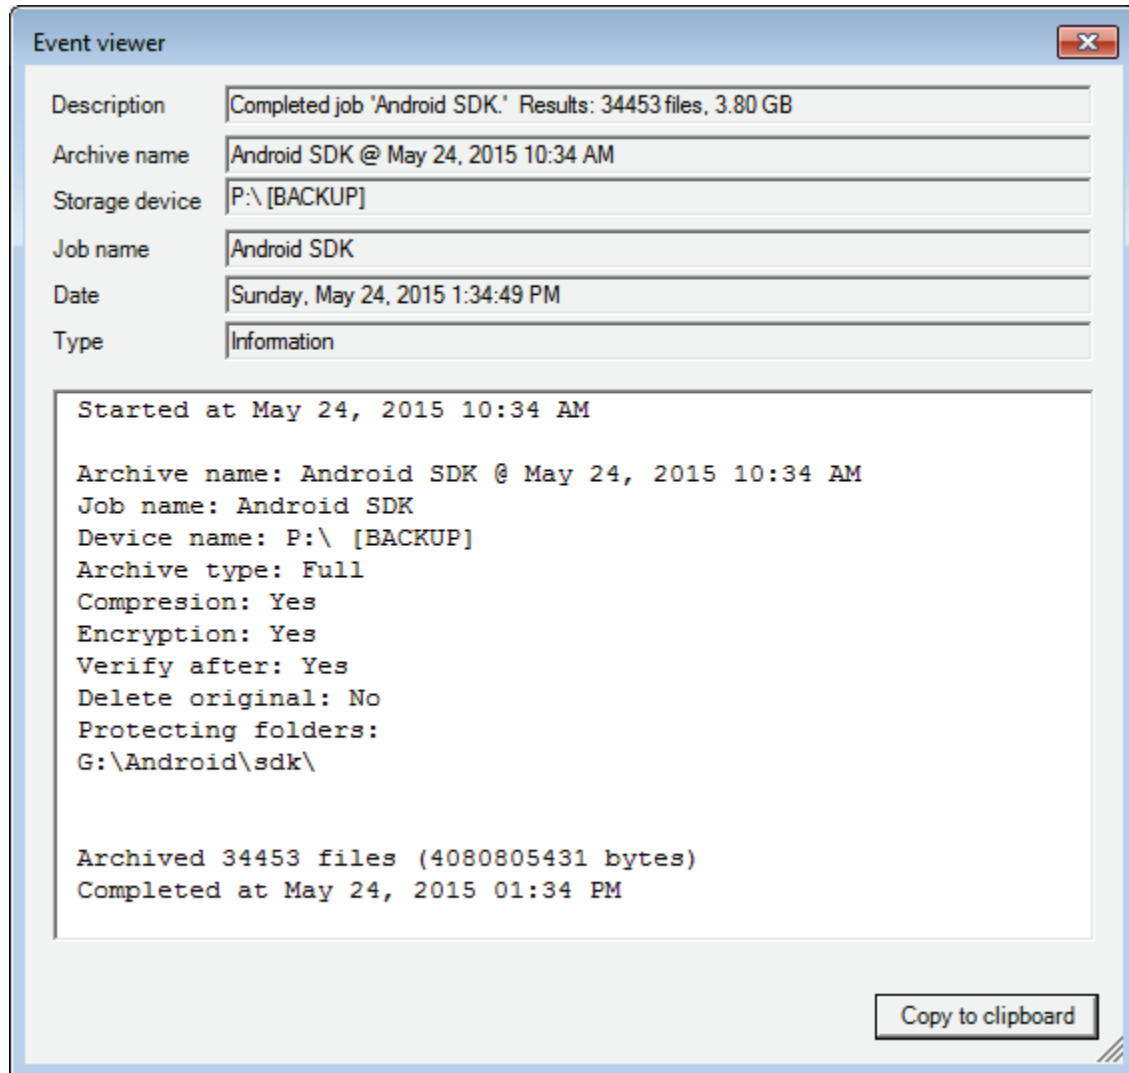 Event viewer
Description Completed job 'Android SDK.' Results: 34453 files, 3.80 GB
Archive name Android SDK @ May 24, 2015 10:34 AM
Storage device P:\ [BACKUP]
Job name Android SDK
Date Sunday, May 24, 2015 1:34:49 PM
Type Information
Started at May 24, 2015 10:34 AM
Archive name: Android SDK @ May 24, 2015 10:34 AM
Job name: Android SDK
Device name: P:\ [BACKUP]
Archive type: Full
Compresion: Yes
Encryption: Yes
Verify after: Yes
Delete original: No
Protecting folders:
G:\Android\sdk\
Archived 34453 files (4080805431 bytes)
Completed at May 24, 2015 01:34 PM
Copy to clipboard